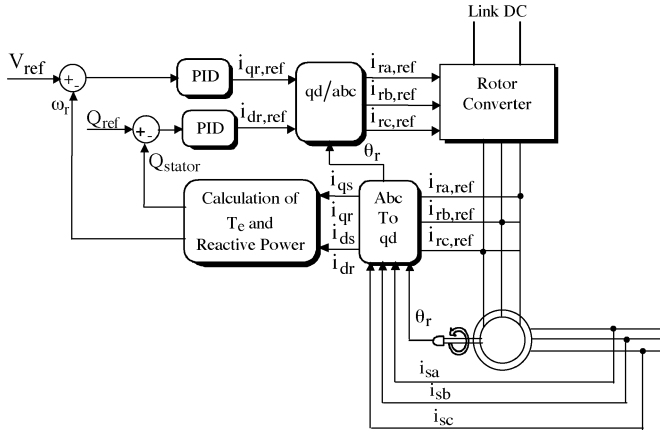 Link DC
V_ref
+
-
PID
i_qr,ref
qd/abc
i_ra,ref
i_rb,ref
i_rc,ref
Rotor
Converter
ω_r
Q_ref
+
-
PID
i_dr,ref
Q_stator
θ_r
Calculation of
T_e and
Reactive Power
i_qs
i_qr
i_ds
i_dr
Abc
To
qd
i_ra,ref
i_rb,ref
i_rc,ref
θ_r
i_sa
i_sb
i_sc